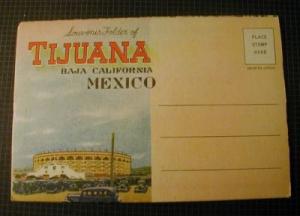 Souvenir Folder of
TIJUANA
BAJA CALIFORNIA
MEXICO
PLACE
STAMP
HERE